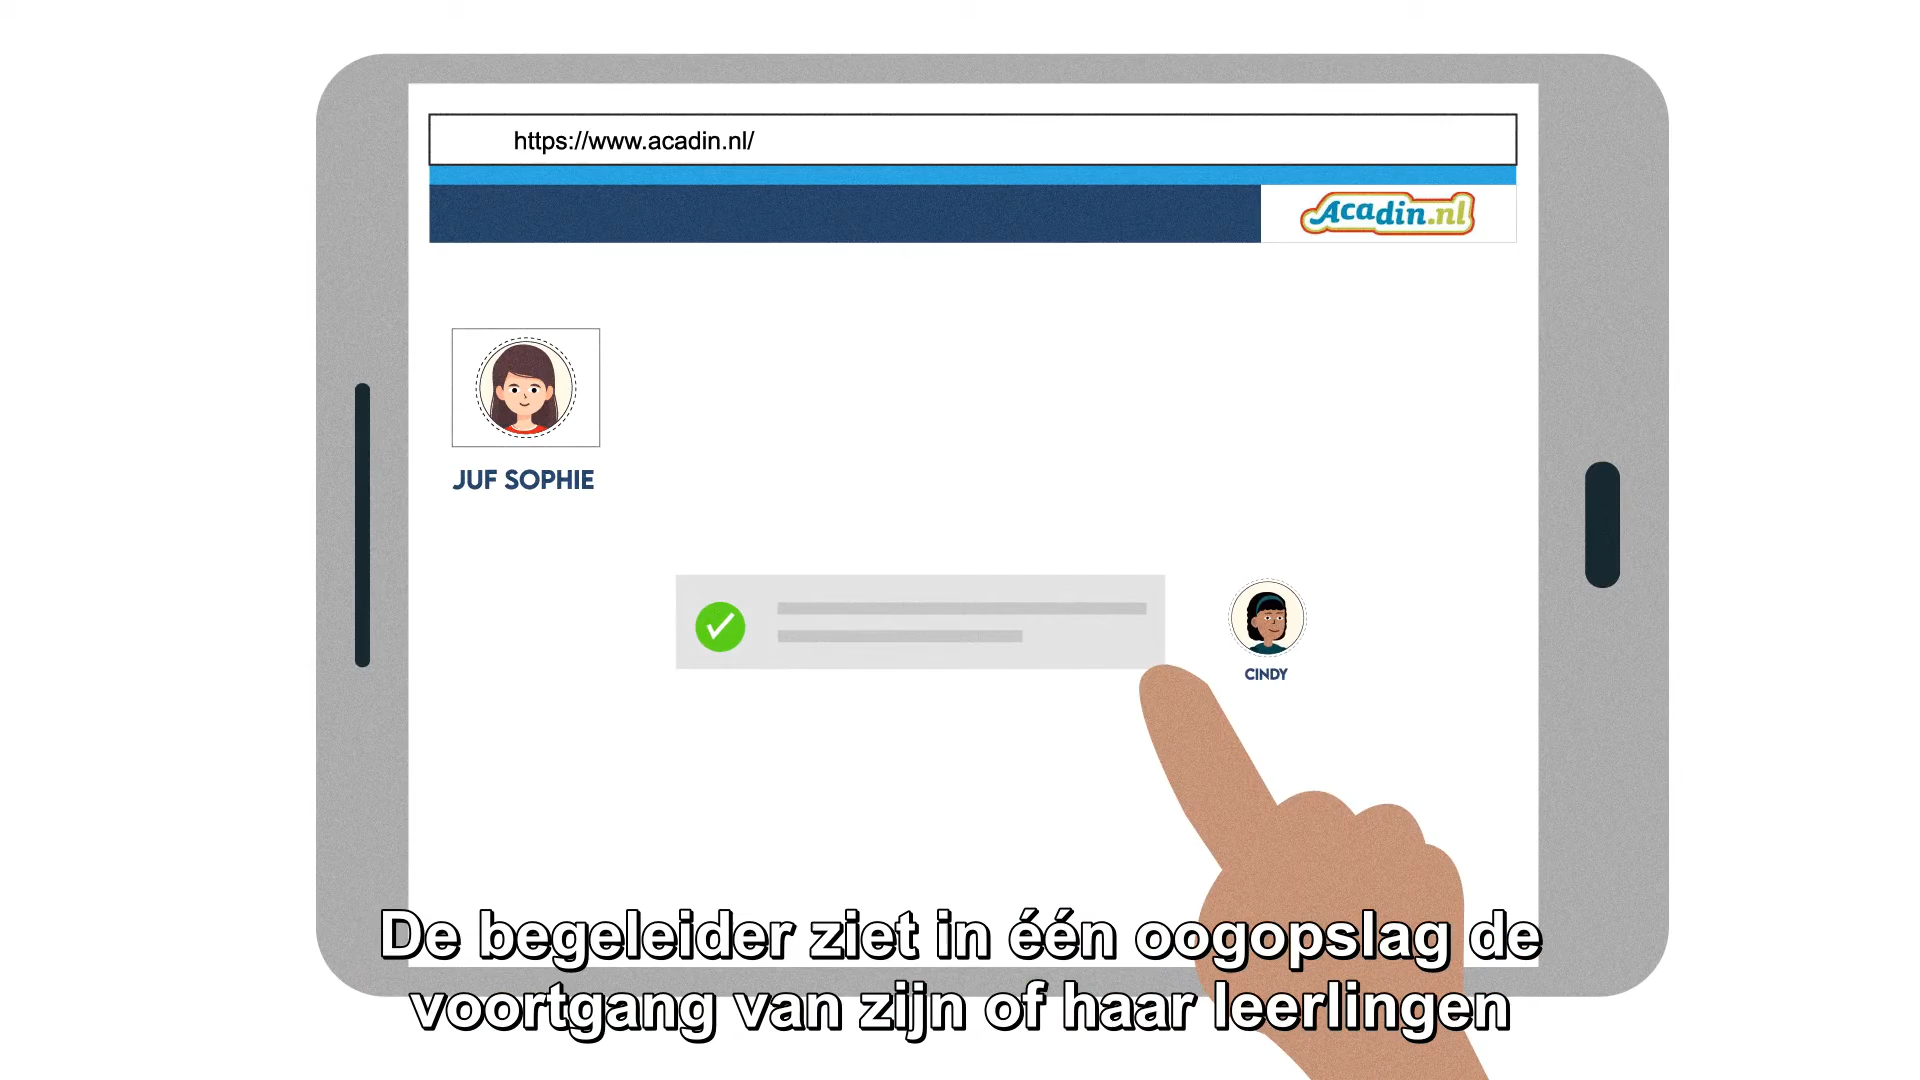 https://www.acadin.nl/
Acadin.nl
JUF SOPHIE
CINDY
De begeleider ziet in één oogopslag de
voortgang van zijn of haar leerlingen